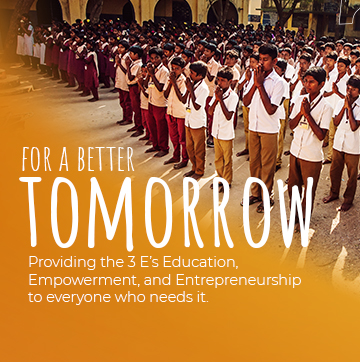 FOR A BETTER
TOMORROW
Providing the 3 E's Education,
Empowerment, and Entrepreneurship
to everyone who needs it.